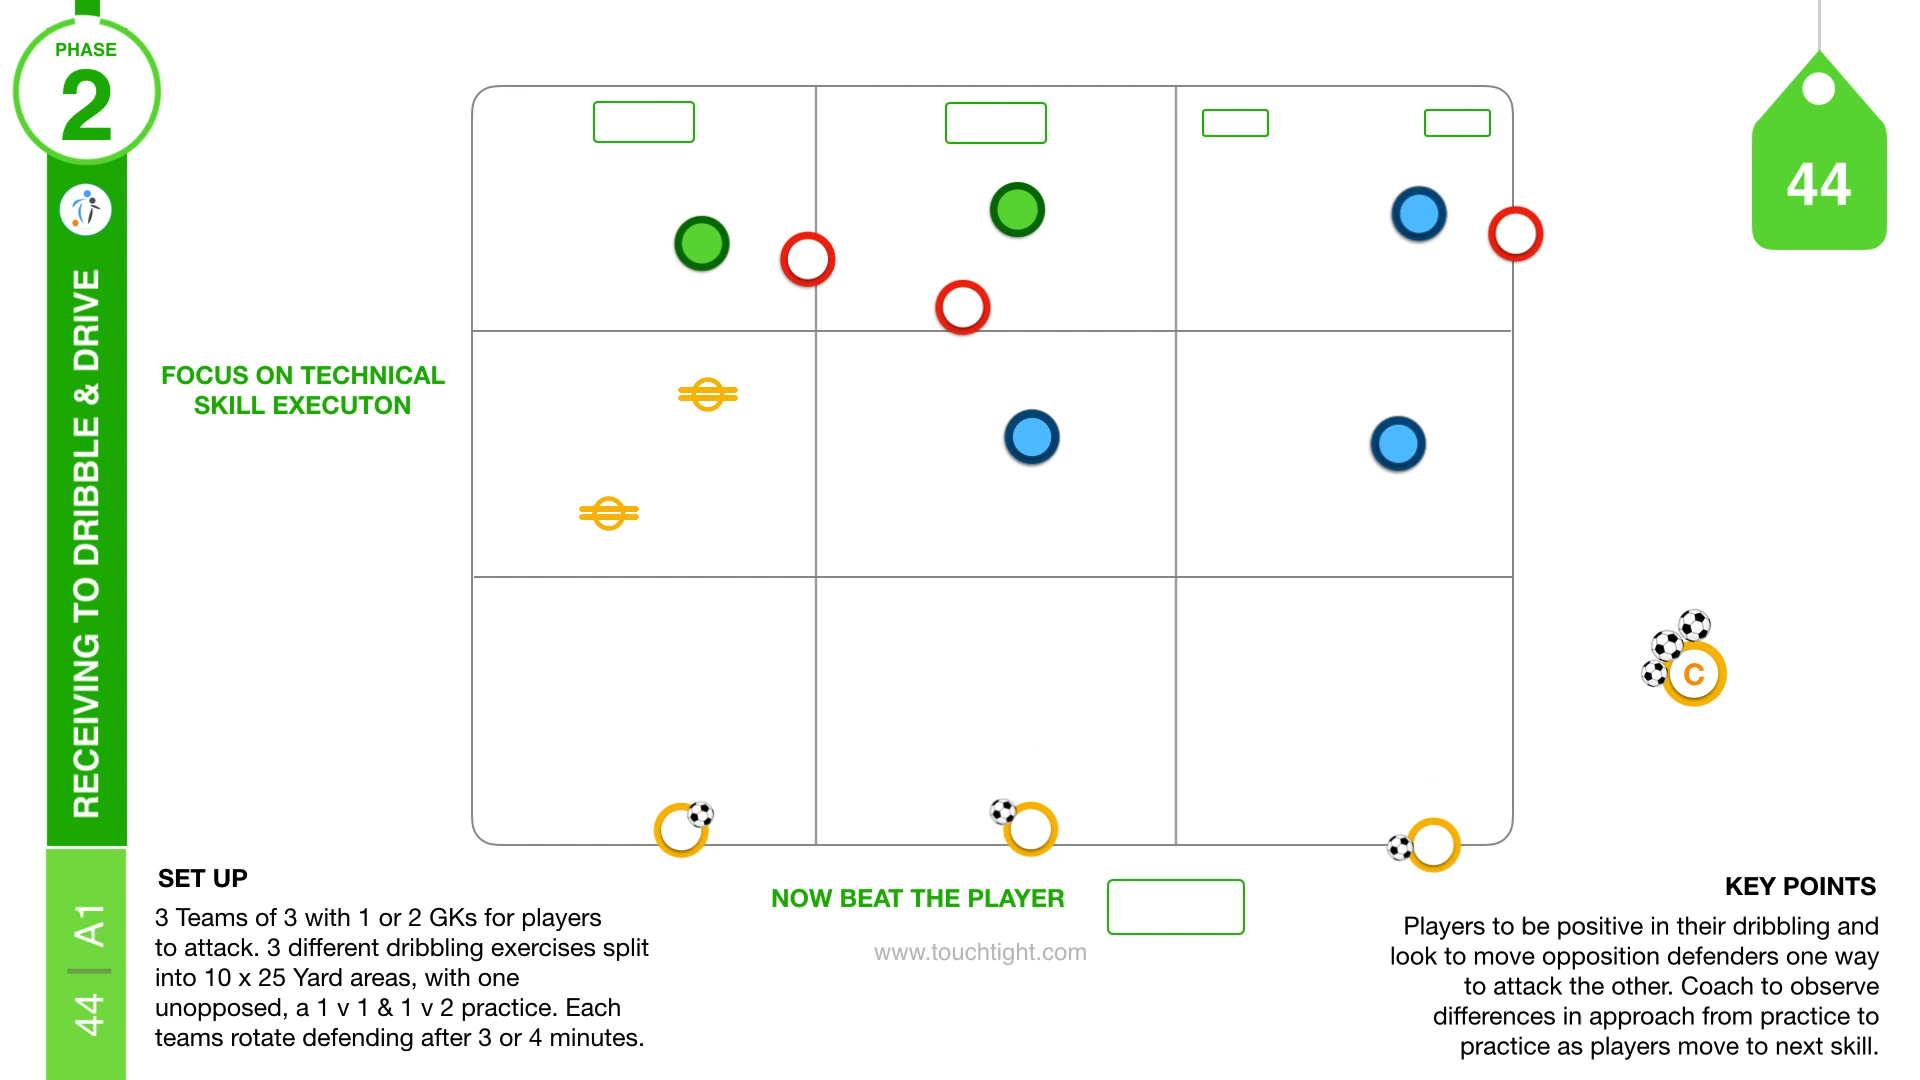 PHASE
2
RECEIVING TO DRIBBLE & DRIVE
44 | A1
44
FOCUS ON TECHNICAL
SKILL EXECUTON
C
NOW BEAT THE PLAYER
www.touchtight.com
SET UP
3 Teams of 3 with 1 or 2 GKs for players
to attack. 3 different dribbling exercises split
into 10 x 25 Yard areas, with one
unopposed, a 1 v 1 & 1 v 2 practice. Each
teams rotate defending after 3 or 4 minutes.
KEY POINTS
Players to be positive in their dribbling and
look to move opposition defenders one way
to attack the other. Coach to observe
differences in approach from practice to
practice as players move to next skill.